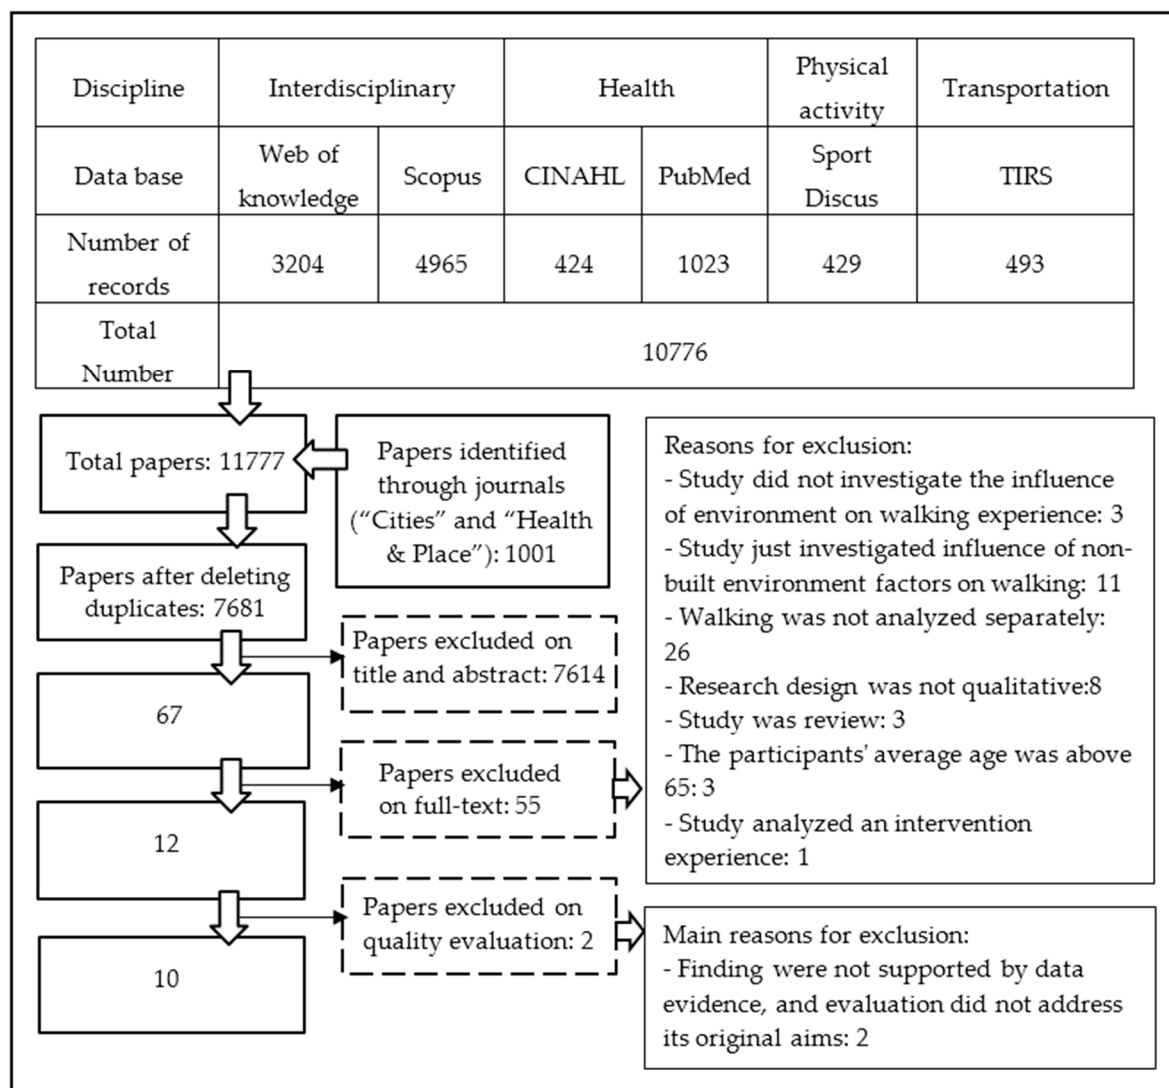 Discipline
Interdisciplinary
Health
Physical
activity
Transportation
Data base
Web of
knowledge
Scopus
CINAHL
PubMed
Sport
Discus
TIRS
Number of
records
3204
4965
424
1023
429
493
Total
Number
10776
Total papers: 11777
Papers identified
through journals
(“Cities” and “Health
& Place”): 1001
Papers after deleting
duplicates: 7681
Papers excluded on
title and abstract: 7614
67
Papers excluded
on full-text: 55
Reasons for exclusion:
- Study did not investigate the influence
of environment on walking experience: 3
- Study just investigated influence of non-
built environment factors on walking: 11
- Walking was not analyzed separately:
26
- Research design was not qualitative:8
- Study was review: 3
- The participants' average age was above
65: 3
- Study analyzed an intervention
experience: 1
12
Papers excluded on
quality evaluation: 2
Main reasons for exclusion:
- Finding were not supported by data
evidence, and evaluation did not address
its original aims: 2
10